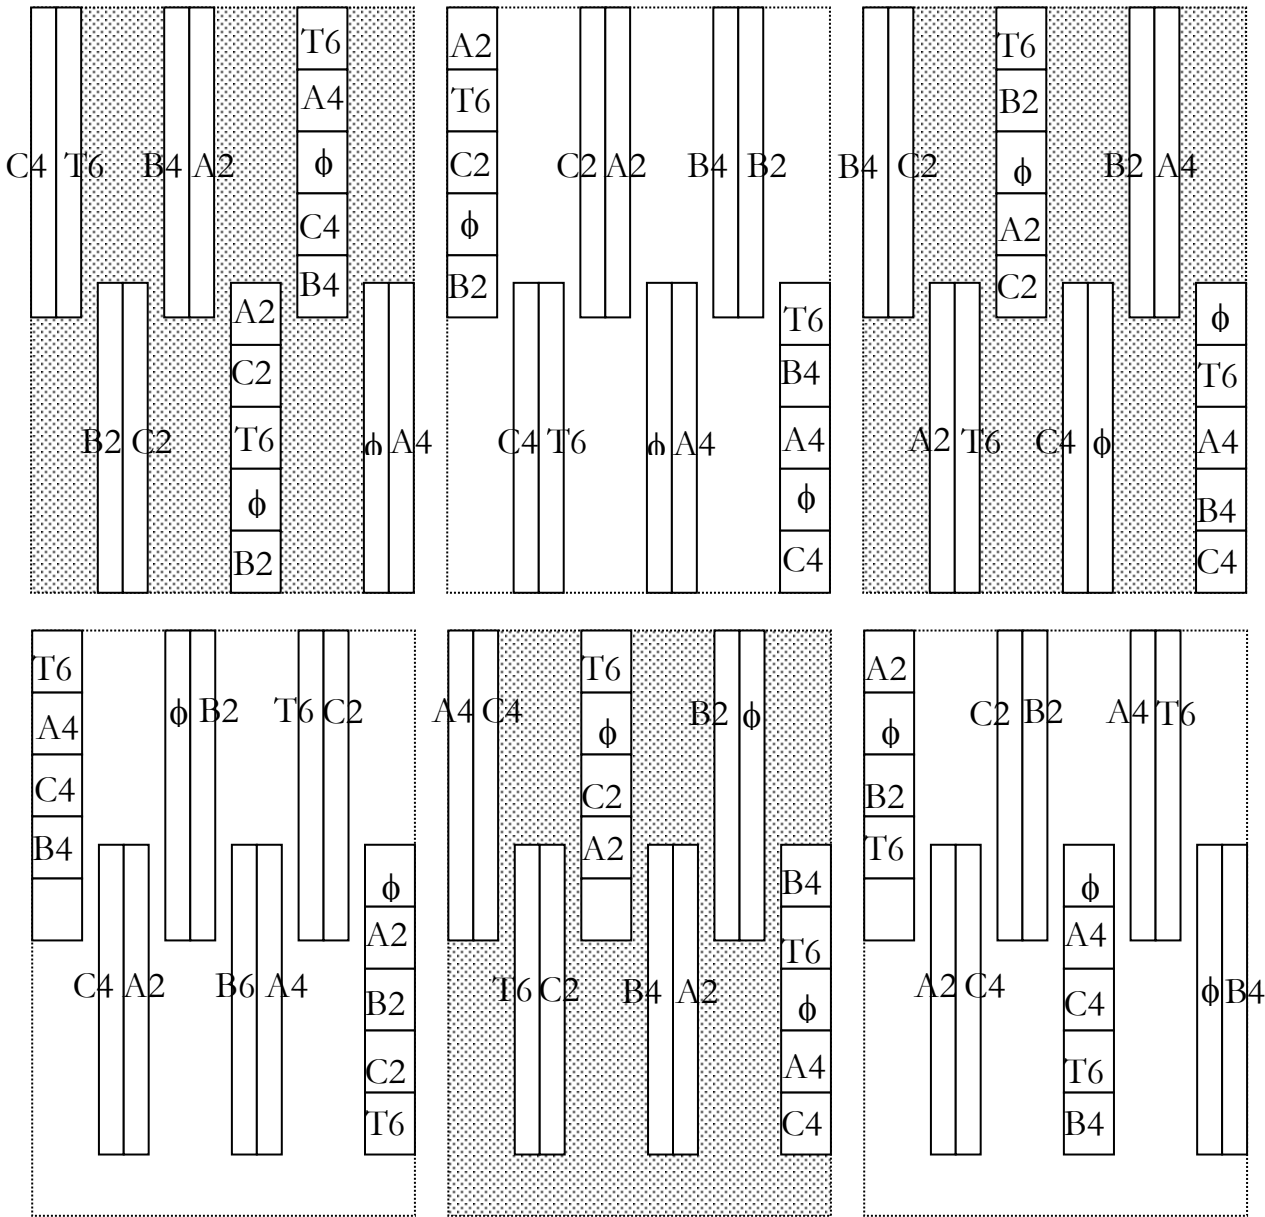 T6
A4
C4 T6 B4 A2 ϕ
C4
B4
A2
C2
B2 C2 T6 ϕ A4
ϕ
B2
A2
T6
C2 C2 A2 B4 B2
ϕ
B2
T6
B4
C4 T6 ϕ A4 A4
ϕ
C4
T6
B2
B4 C2 ϕ B2 A4
A2
C2
ϕ
T6
A2 T6 C4 ϕ A4
B4
C4
T6
A4 ϕ B2 T6 C2
C4
B4
ϕ
A2
C4 A2 B6 A4 B2
C2
T6
T6
A4 C4 ϕ B2 ϕ
C2
A2
B4
T6
T6 C2 B4 A2 ϕ
A4
C4
A2
ϕ C2 B2 A4 T6
B2
T6
ϕ
A4
A2 C4 C4 ϕ B4
T6
B4